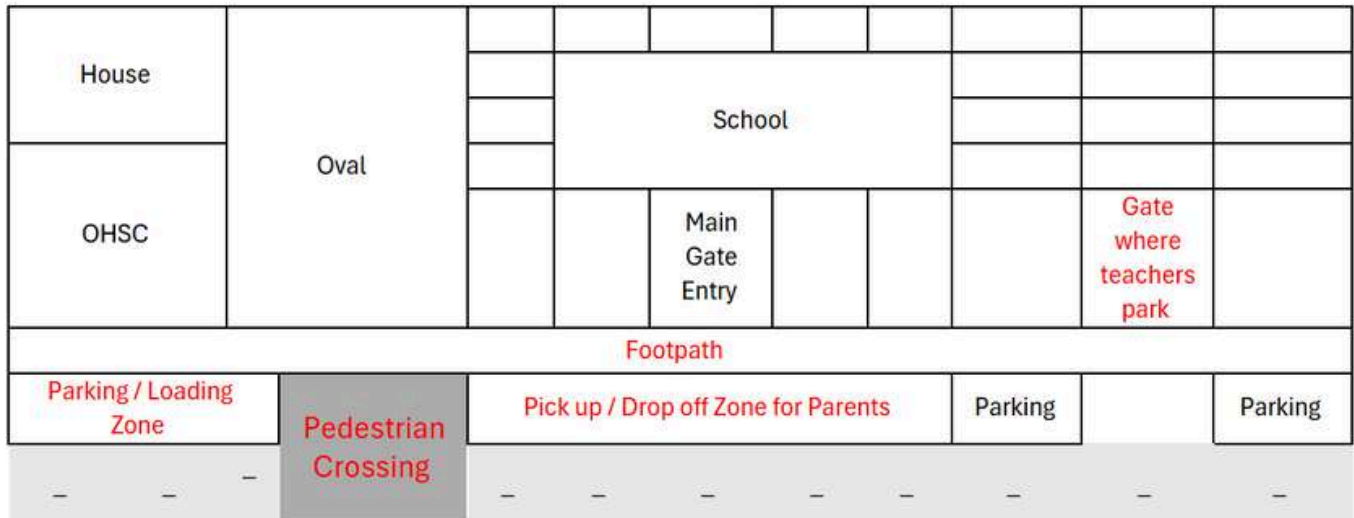 House
School
Oval
OHSC
Main
Gate
Entry
Gate
where
teachers
park
Footpath
Parking / Loading
Zone
Pedestrian
Crossing
Pick up / Drop off Zone for Parents
Parking
Parking